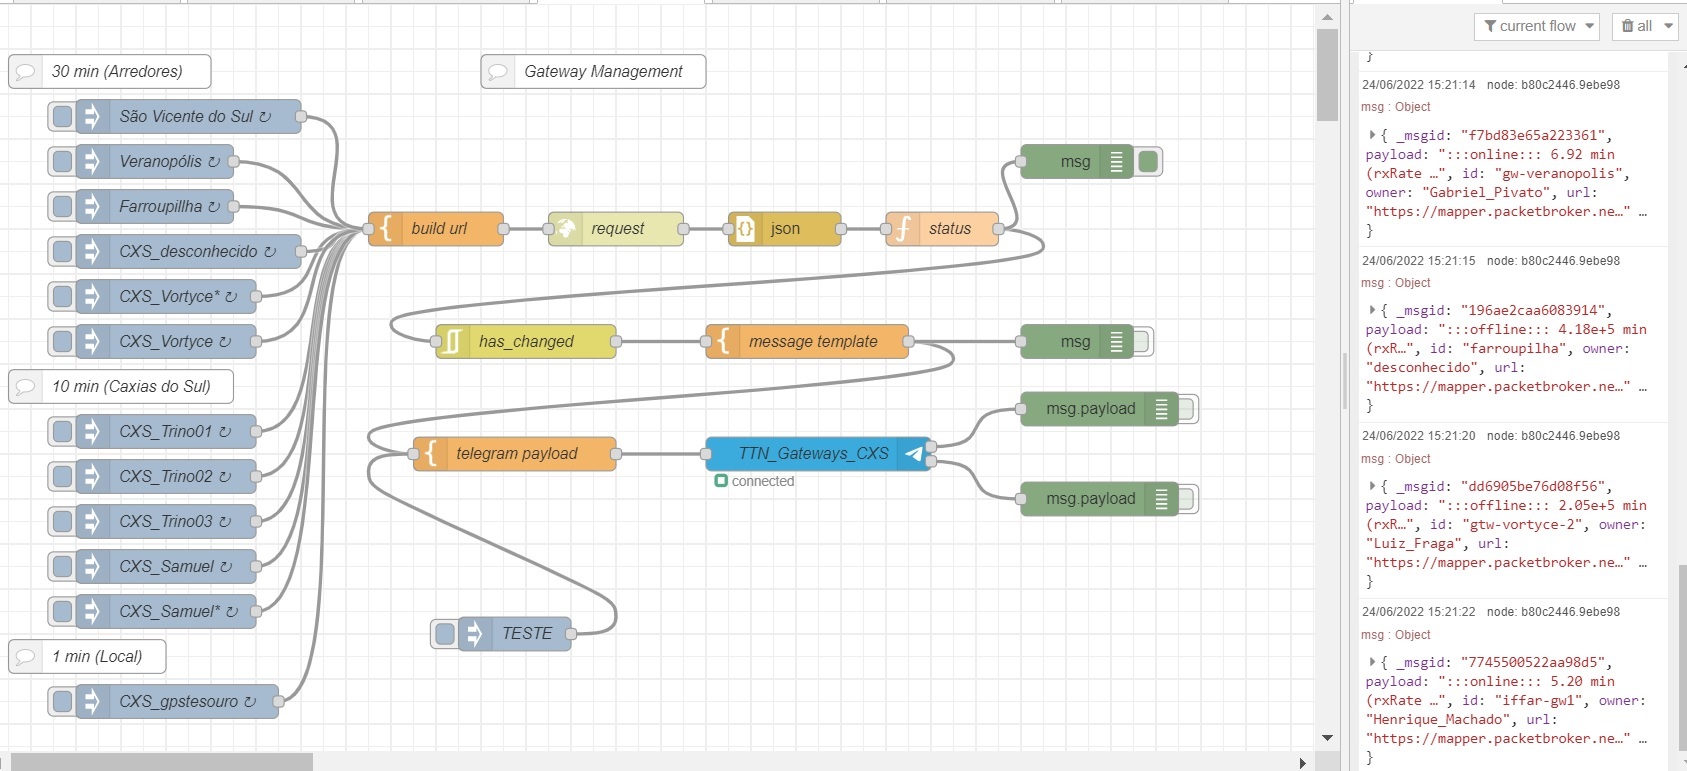 30 min (Arredores)
Gateway Management
São Vicente do Sul ↻
Veranopólis ↻
Farroupillha ↻
CXS_desconhecido ↻
CXS_Vortyce* ↻
CXS_Vortyce ↻
10 min (Caxias do Sul)
CXS_Trino01 ↻
CXS_Trino02 ↻
CXS_Trino03 ↻
CXS_Samuel ↻
CXS_Samuel* ↻
1 min (Local)
CXS_gpstesouro ↻
build url
request
json
status
msg
has_changed
message template
msg
telegram payload
TTN_Gateways_CXS
connected
msg.payload
msg.payload
TESTE
current flow
all
}
24/06/2022 15:21:14 node: b80c2446.9ebe98
msg : Object
{ _msgid: "f7bd83e65a223361",
payload: ":::online::: 6.92 min
(rxRate …", id: "gw-veranopolis",
owner: "Gabriel_Pivato", url:
"https://mapper.packetbroker.ne…" …
}
24/06/2022 15:21:15 node: b80c2446.9ebe98
msg : Object
{ _msgid: "196ae2caa6083914",
payload: ":::offline::: 4.18e+5 min
(rxR…", id: "farroupilha", owner:
"desconhecido", url:
"https://mapper.packetbroker.ne…" …
}
24/06/2022 15:21:20 node: b80c2446.9ebe98
msg : Object
{ _msgid: "dd6905be76d08f56",
payload: ":::offline::: 2.05e+5 min
(rxR…", id: "gtw-vortyce-2", owner:
"Luiz_Fraga", url:
"https://mapper.packetbroker.ne…" …
}
24/06/2022 15:21:22 node: b80c2446.9ebe98
msg : Object
{ _msgid: "7745500522aa98d5",
payload: ":::online::: 5.20 min
(rxRate …", id: "iffar-gw1", owner:
"Henrique_Machado", url:
"https://mapper.packetbroker.ne…" …
}